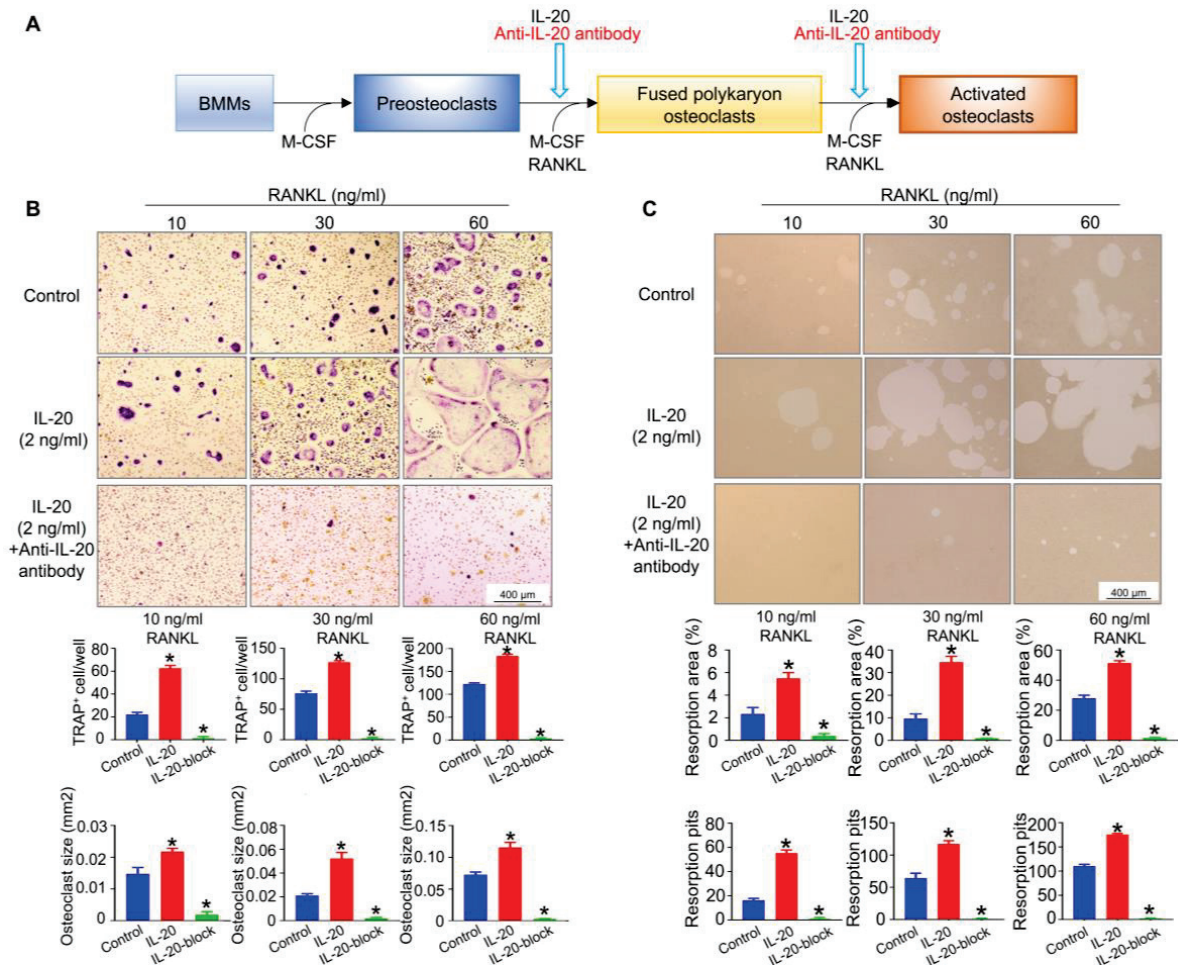 A
IL-20
Anti-IL-20 antibody
IL-20
Anti-IL-20 antibody
BMMs
Preosteoclasts
Fused polykaryon
osteoclasts
Activated
osteoclasts
M-CSF
M-CSF
RANKL
M-CSF
RANKL
B
RANKL (ng/ml)
10
30
60
Control
IL-20
(2 ng/ml)
IL-20
(2 ng/ml)
+Anti-IL-20
antibody
400 μm
10 ng/ml
RANKL
30 ng/ml
RANKL
60 ng/ml
RANKL
TRAP+ cell/well
80
60
40
20
0
*
*
Control
IL-20
IL-20-block
TRAP+ cell/well
150
100
50
0
*
*
Control
IL-20
IL-20-block
TRAP+ cell/well
200
150
100
50
0
*
*
Control
IL-20
IL-20-block
Osteoclast size (mm2)
0.03
0.02
0.01
0
*
*
Control
IL-20
IL-20-block
Osteoclast size (mm2)
0.08
0.06
0.04
0.02
0
*
*
Control
IL-20
IL-20-block
Osteoclast size (mm2)
0.15
0.10
0.05
0
*
*
Control
IL-20
IL-20-block
C
RANKL (ng/ml)
10
30
60
Control
IL-20
(2 ng/ml)
IL-20
(2 ng/ml)
+Anti-IL-20
antibody
400 μm
10 ng/ml
RANKL
30 ng/ml
RANKL
60 ng/ml
RANKL
Resorption area (%)
8
6
4
2
0
*
*
Control
IL-20
IL-20-block
Resorption area (%)
40
30
20
10
0
*
*
Control
IL-20
IL-20-block
Resorption area (%)
60
40
20
0
*
*
Control
IL-20
IL-20-block
Resorption pits
80
60
40
20
0
*
*
Control
IL-20
IL-20-block
Resorption pits
150
100
50
0
*
*
Control
IL-20
IL-20-block
Resorption pits
200
150
100
50
0
*
*
Control
IL-20
IL-20-block